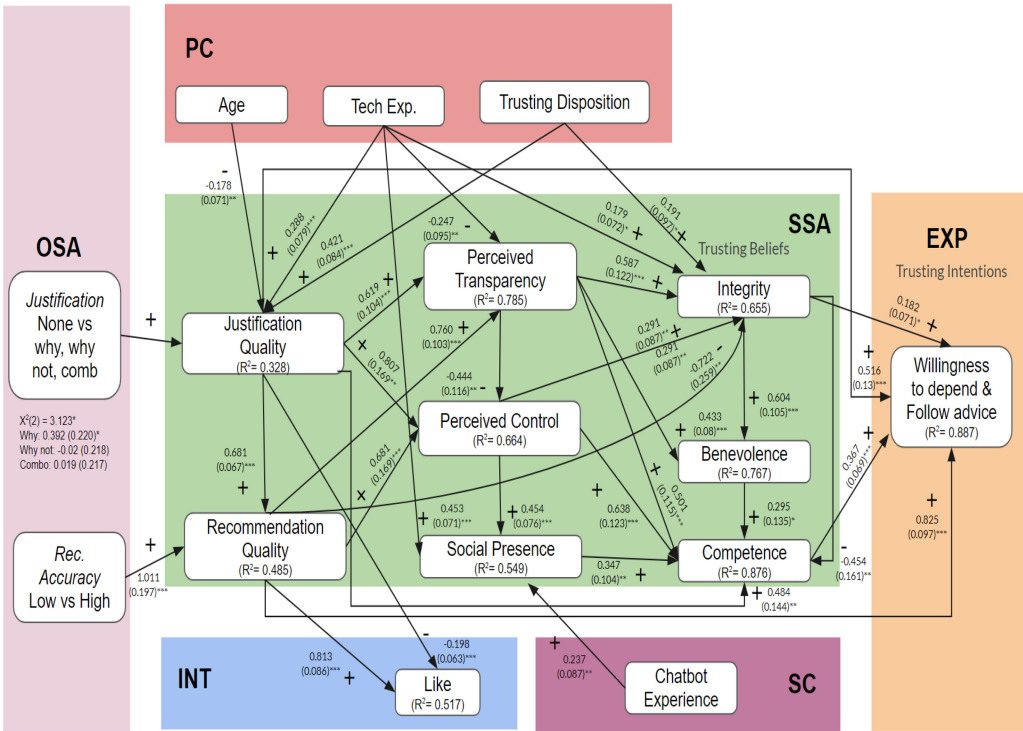 PC
Age
Tech Exp.
Trusting Disposition
OSA
Justification
None vs
why, why
not, comb
+
X²(2) = 3.123*
Why: 0.392 (0.220)*
Why not: -0.02 (0.218)
Combo: 0.019 (0.217)
Rec.
Accuracy
Low vs High
+
1.011
(0.197)***
-
-0.178
(0.071)**
+
0.288
(0.079)***
+
0.421
(0.084)***
-0.247
(0.095)**
-
0.179
(0.072)*
+
0.191
(0.097)*
+
SSA
Trusting Beliefs
Justification
Quality
(R²= 0.328)
Perceived
Transparency
(R²= 0.785)
Integrity
(R²= 0.655)
0.619
(0.104)***
+
0.760
(0.103)***
+
x
0.807
(0.169**
0.587
(0.122)***
+
0.291
(0.087)**
+
0.291
(0.087)**
-0.722
(0.259)**
-
-0.444
(0.116)**
-
Perceived Control
(R²= 0.664)
0.681
(0.067)***
+
0.681
(0.169)***
x
+
0.604
(0.105)***
0.433
(0.08)***
+
Benevolence
(R²= 0.767)
+
0.501
(0.115)***
+
0.638
(0.123)***
+
0.295
(0.135)*
Recommendation
Quality
(R²= 0.485)
0.453
(0.071)***
+
+
0.454
(0.076)***
Social Presence
(R²= 0.549)
0.347
(0.104)**
+
Competence
(R²= 0.876)
+
0.484
(0.144)**
-
-0.454
(0.161)**
EXP
Trusting Intentions
0.182
(0.071)*
+
+
0.516
(0.13)***
Willingness
to depend &
Follow advice
(R²= 0.887)
+
0.367
(0.069)***
+
0.825
(0.097)***
INT
0.813
(0.086)***
+
-
-0.198
(0.063)***
Like
(R²= 0.517)
+
0.237
(0.087)**
Chatbot
Experience
SC